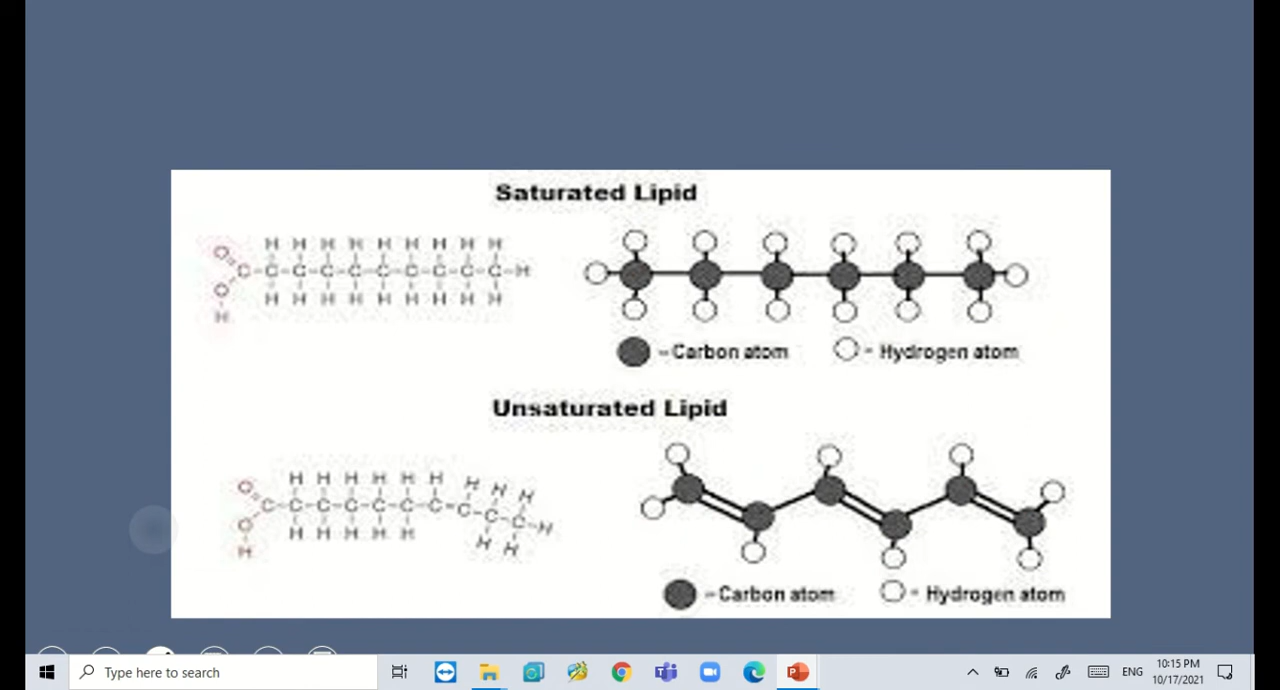 Saturated Lipid
H H H H H H H H H
O
C-C-C-C-C-C-C-C-C-C-H
O
H H H H H H H H H
H
= Carbon atom
= Hydrogen atom
Unsaturated Lipid
H H H H H H H H H
O
C-C-C-C-C-C-C=C-C-C-H
O
H H H H H H H
H
= Carbon atom
= Hydrogen atom
Type here to search
ENG
10:15 PM
10/17/2021